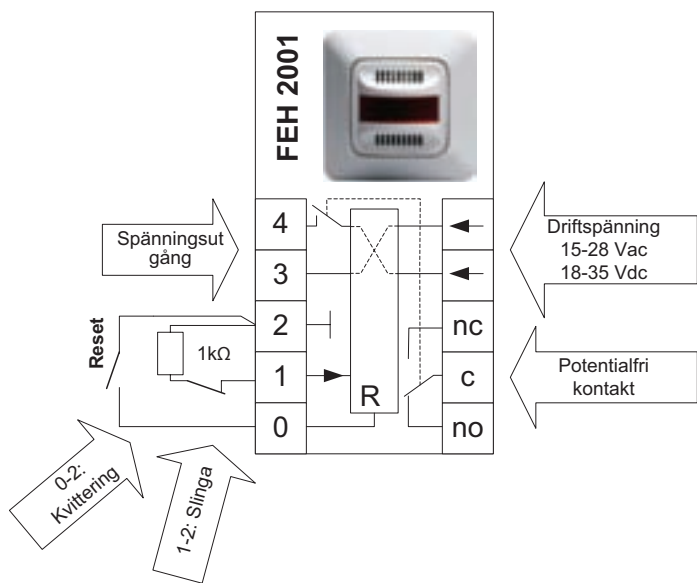 FEH 2001
4
3
2
1
0
nc
c
no
R
Spänningsut
gång
Driftspänning
15-28 Vac
18-35 Vdc
Reset
1kΩ
Potentialfri
kontakt
0-2:
Kvittering
1-2: Slinga